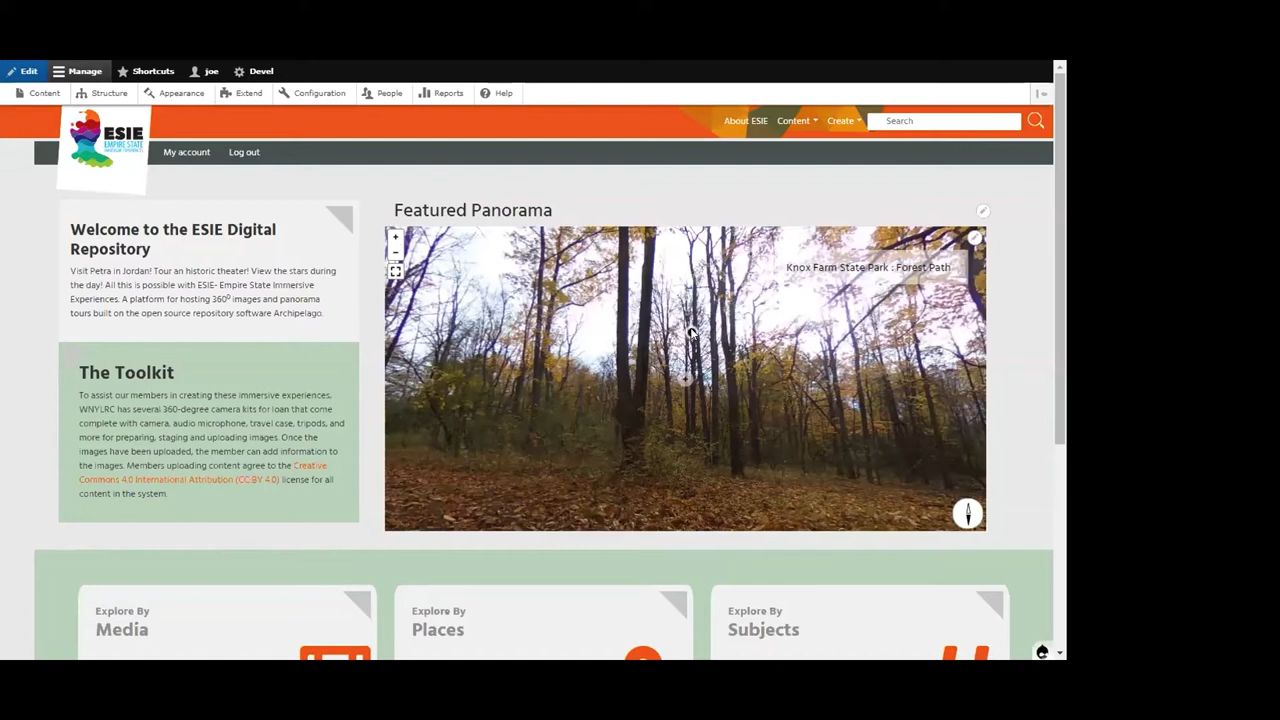 Edit Manage Shortcuts joe Devel
Content Structure Appearance Extend Configuration People Reports Help
ESIE
EMPIRE STATE
About ESIE Content Create Search
My account Log out
Welcome to the ESIE Digital
Repository
Visit Petra in Jordan! Tour an historic theater! View the stars during
the day! All this is possible with ESIE- Empire State Immersive
Experiences. A platform for hosting 360⁰ images and panorama
tours built on the open source repository software Archipelago.
The Toolkit
To assist our members in creating these immersive experiences,
WNYLRC has several 360-degree camera kits for loan that come
complete with camera, audio microphone, travel case, tripods, and
more for preparing, staging and uploading images. Once the
images have been uploaded, the member can add information to
the images. Members uploading content agree to the Creative
Commons 4.0 International Attribution (CC BY 4.0) license for all
content in the system.
Featured Panorama
+
−
Knox Farm State Park : Forest Path
Explore By
Media
Explore By
Places
Explore By
Subjects